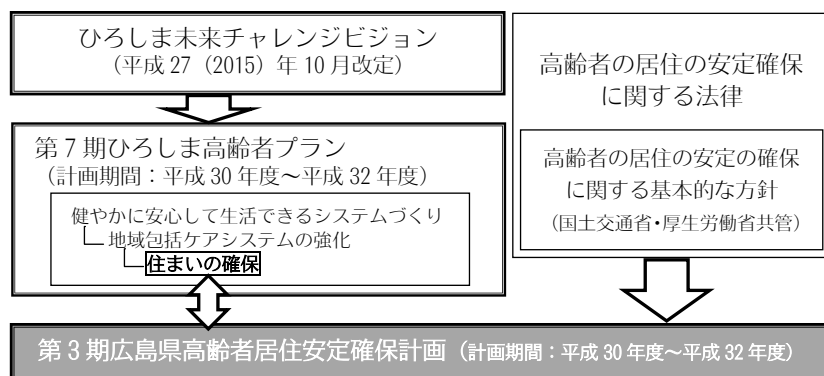 ひろしま未来チャレンジビジョン
（平成 27（2015）年 10 月改定）
第 7 期ひろしま高齢者プラン
（計画期間：平成 30 年度～平成 32 年度）
健やかに安心して生活できるシステムづくり
地域包括ケアシステムの強化
住まいの確保
高齢者の居住の安定確保
に関する法律
高齢者の居住の安定の確保
に関する基本的な方針
（国土交通省・厚生労働省共管）
第 3 期広島県高齢者居住安定確保計画（計画期間：平成 30 年度～平成 32 年度）